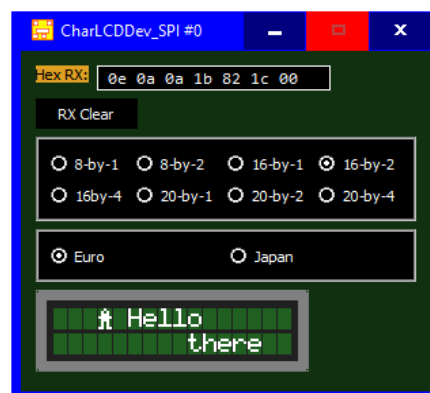 CharLCDDev_SPI #0
Hex RX: 0e 0a 0a 1b 82 1c 00
RX Clear
8-by-1 8-by-2 16-by-1 16-by-2
16by-4 20-by-1 20-by-2 20-by-4
Euro Japan
Hello
there